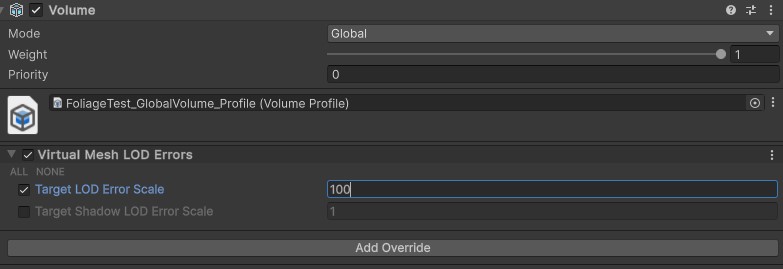 Volume
Mode Global
Weight 1
Priority 0
FoliageTest_GlobalVolume_Profile (Volume Profile)
Virtual Mesh LOD Errors
ALL NONE
Target LOD Error Scale 100
Target Shadow LOD Error Scale 1
Add Override